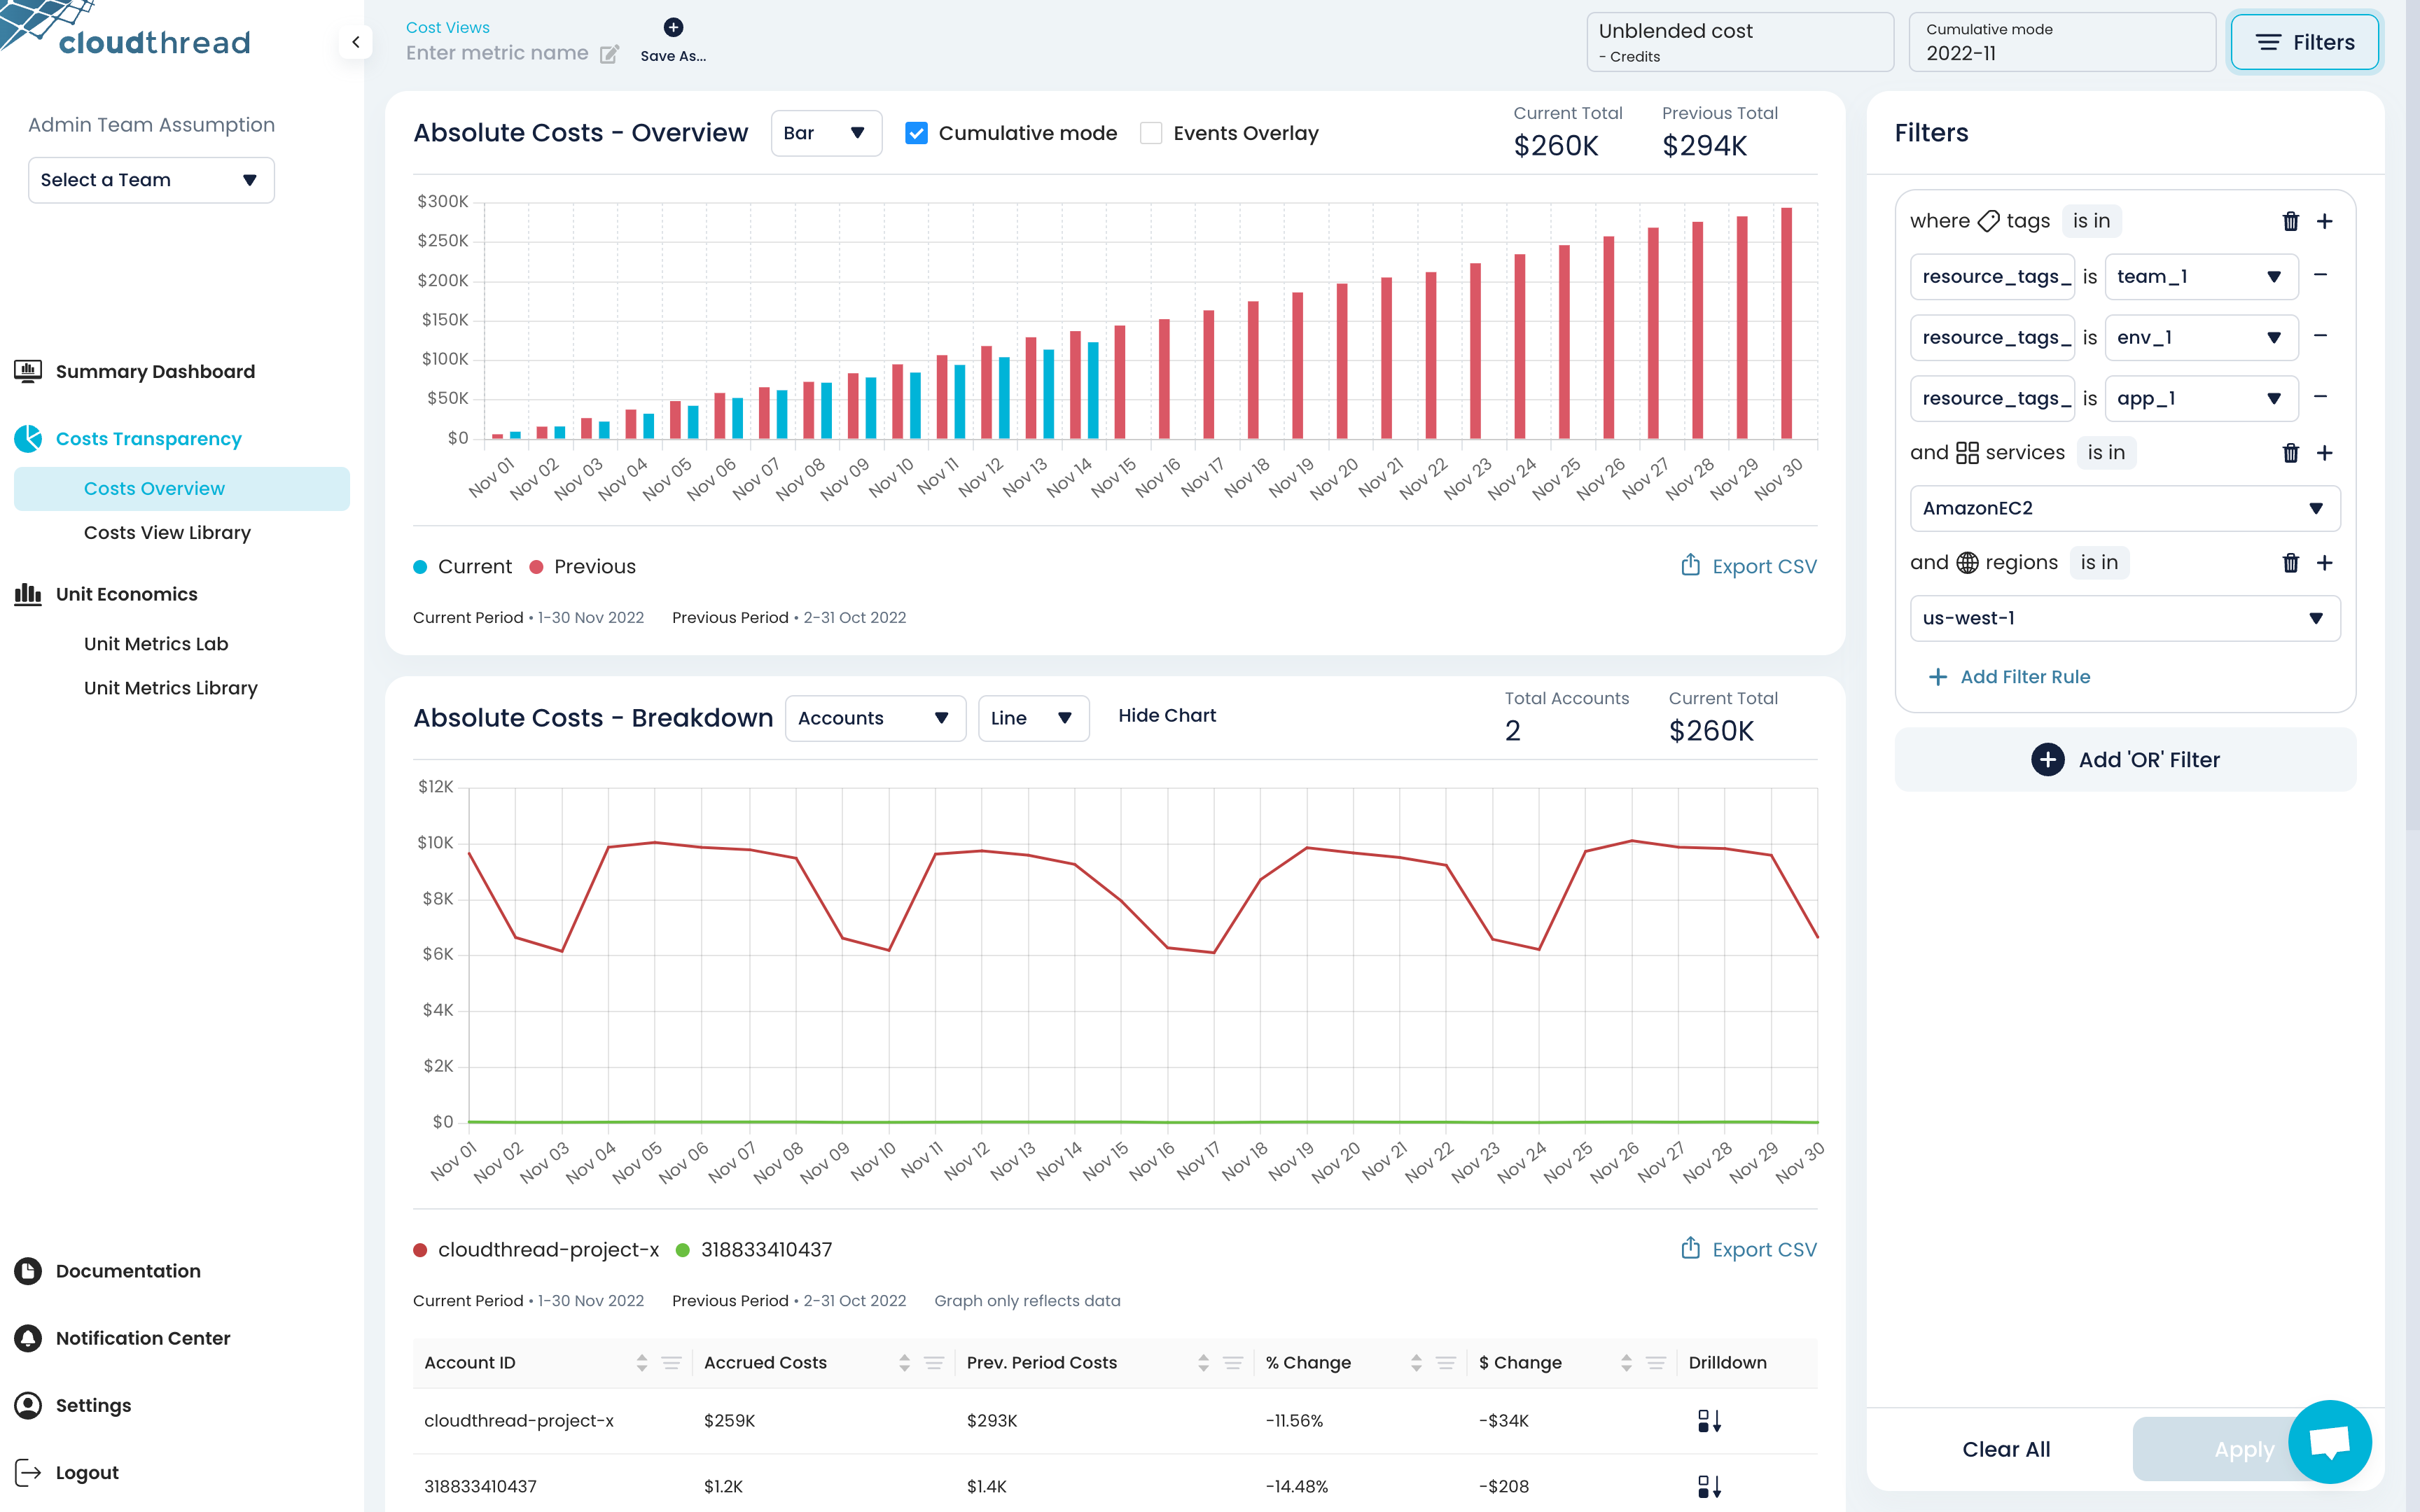 cloudthread
Admin Team Assumption
Select a Team
Summary Dashboard
Costs Transparency
Costs Overview
Costs View Library
Unit Economics
Unit Metrics Lab
Unit Metrics Library
Documentation
Notification Center
Settings
Logout
Cost Views
Enter metric name
Save As...
Unblended cost
- Credits
Cumulative mode
2022-11
Filters
Absolute Costs - Overview
Bar
Cumulative mode
Events Overlay
Current Total
$260K
Previous Total
$294K
$300K
$250K
$200K
$150K
$100K
$50K
$0
Nov 01 Nov 02 Nov 03 Nov 04 Nov 05 Nov 06 Nov 07 Nov 08 Nov 09 Nov 10 Nov 11 Nov 12 Nov 13 Nov 14 Nov 15 Nov 16 Nov 17 Nov 18 Nov 19 Nov 20 Nov 21 Nov 22 Nov 23 Nov 24 Nov 25 Nov 26 Nov 27 Nov 28 Nov 29 Nov 30
Current Previous
Export CSV
Current Period • 1-30 Nov 2022 Previous Period • 2-31 Oct 2022
Absolute Costs - Breakdown
Accounts
Line
Hide Chart
Total Accounts
2
Current Total
$260K
$12K
$10K
$8K
$6K
$4K
$2K
$0
Nov 01 Nov 02 Nov 03 Nov 04 Nov 05 Nov 06 Nov 07 Nov 08 Nov 09 Nov 10 Nov 11 Nov 12 Nov 13 Nov 14 Nov 15 Nov 16 Nov 17 Nov 18 Nov 19 Nov 20 Nov 21 Nov 22 Nov 23 Nov 24 Nov 25 Nov 26 Nov 27 Nov 28 Nov 29 Nov 30
cloudthread-project-x 318833410437
Export CSV
Current Period • 1-30 Nov 2022 Previous Period • 2-31 Oct 2022 Graph only reflects data
Account ID Accrued Costs Prev. Period Costs % Change $ Change Drilldown
cloudthread-project-x $259K $293K -11.56% -$34K
318833410437 $1.2K $1.4K -14.48% -$208
Filters
where tags is in
resource_tags_ is team_1
resource_tags_ is env_1
resource_tags_ is app_1
and services is in
AmazonEC2
and regions is in
us-west-1
Add Filter Rule
Add 'OR' Filter
Clear All
Apply